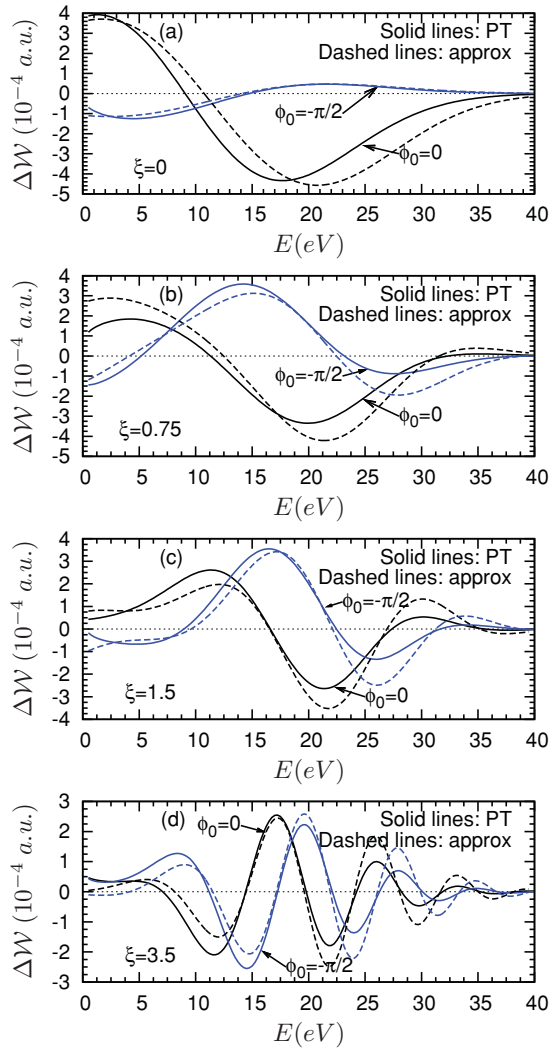 (a)
Solid lines: PT
Dashed lines: approx
4
3
2
1
0
-1
-2
-3
-4
-5
ΔW (10⁻⁴ a.u.)
ϕ₀=-π/2
ϕ₀=0
ξ=0
0 5 10 15 20 25 30 35 40
E(eV)
(b)
Solid lines: PT
Dashed lines: approx
4
3
2
1
0
-1
-2
-3
-4
-5
ΔW (10⁻⁴ a.u.)
ϕ₀=-π/2
ϕ₀=0
ξ=0.75
0 5 10 15 20 25 30 35 40
E(eV)
(c)
Solid lines: PT
Dashed lines: approx
4
3
2
1
0
-1
-2
-3
-4
ΔW (10⁻⁴ a.u.)
ϕ₀=-π/2
ϕ₀=0
ξ=1.5
0 5 10 15 20 25 30 35 40
E(eV)
(d)
Solid lines: PT
Dashed lines: approx
3
2
1
0
-1
-2
-3
ΔW (10⁻⁴ a.u.)
ϕ₀=0
ϕ₀=-π/2
ξ=3.5
0 5 10 15 20 25 30 35 40
E(eV)